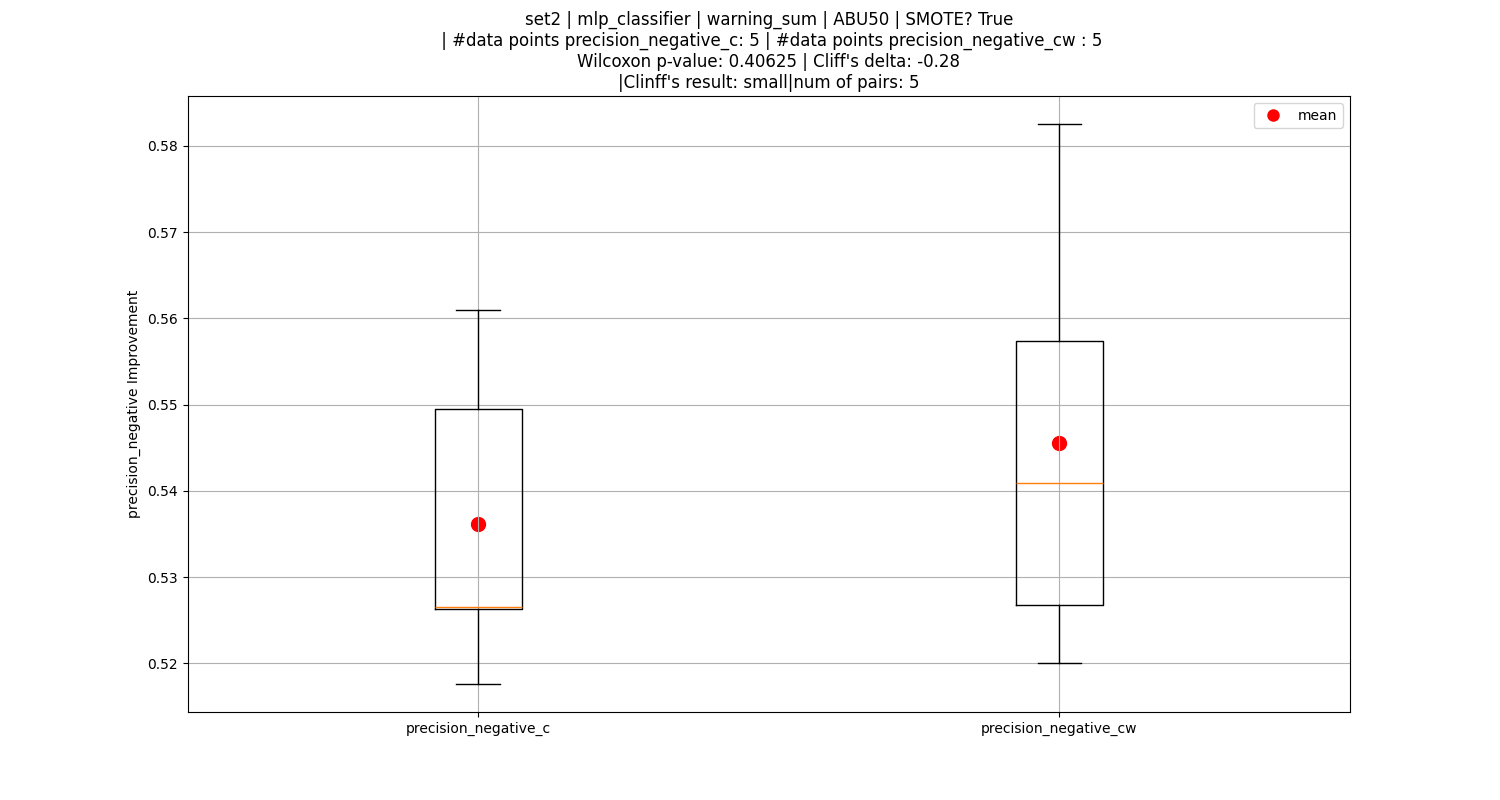 set2 | mlp_classifier | warning_sum | ABU50 | SMOTE? True
| #data points precision_negative_c: 5 | #data points precision_negative_cw : 5
Wilcoxon p-value: 0.40625 | Cliff's delta: -0.28
|Clinff's result: small|num of pairs: 5
mean
0.58
0.57
0.56
0.55
0.54
0.53
0.52
precision_negative Improvement
precision_negative_c
precision_negative_cw